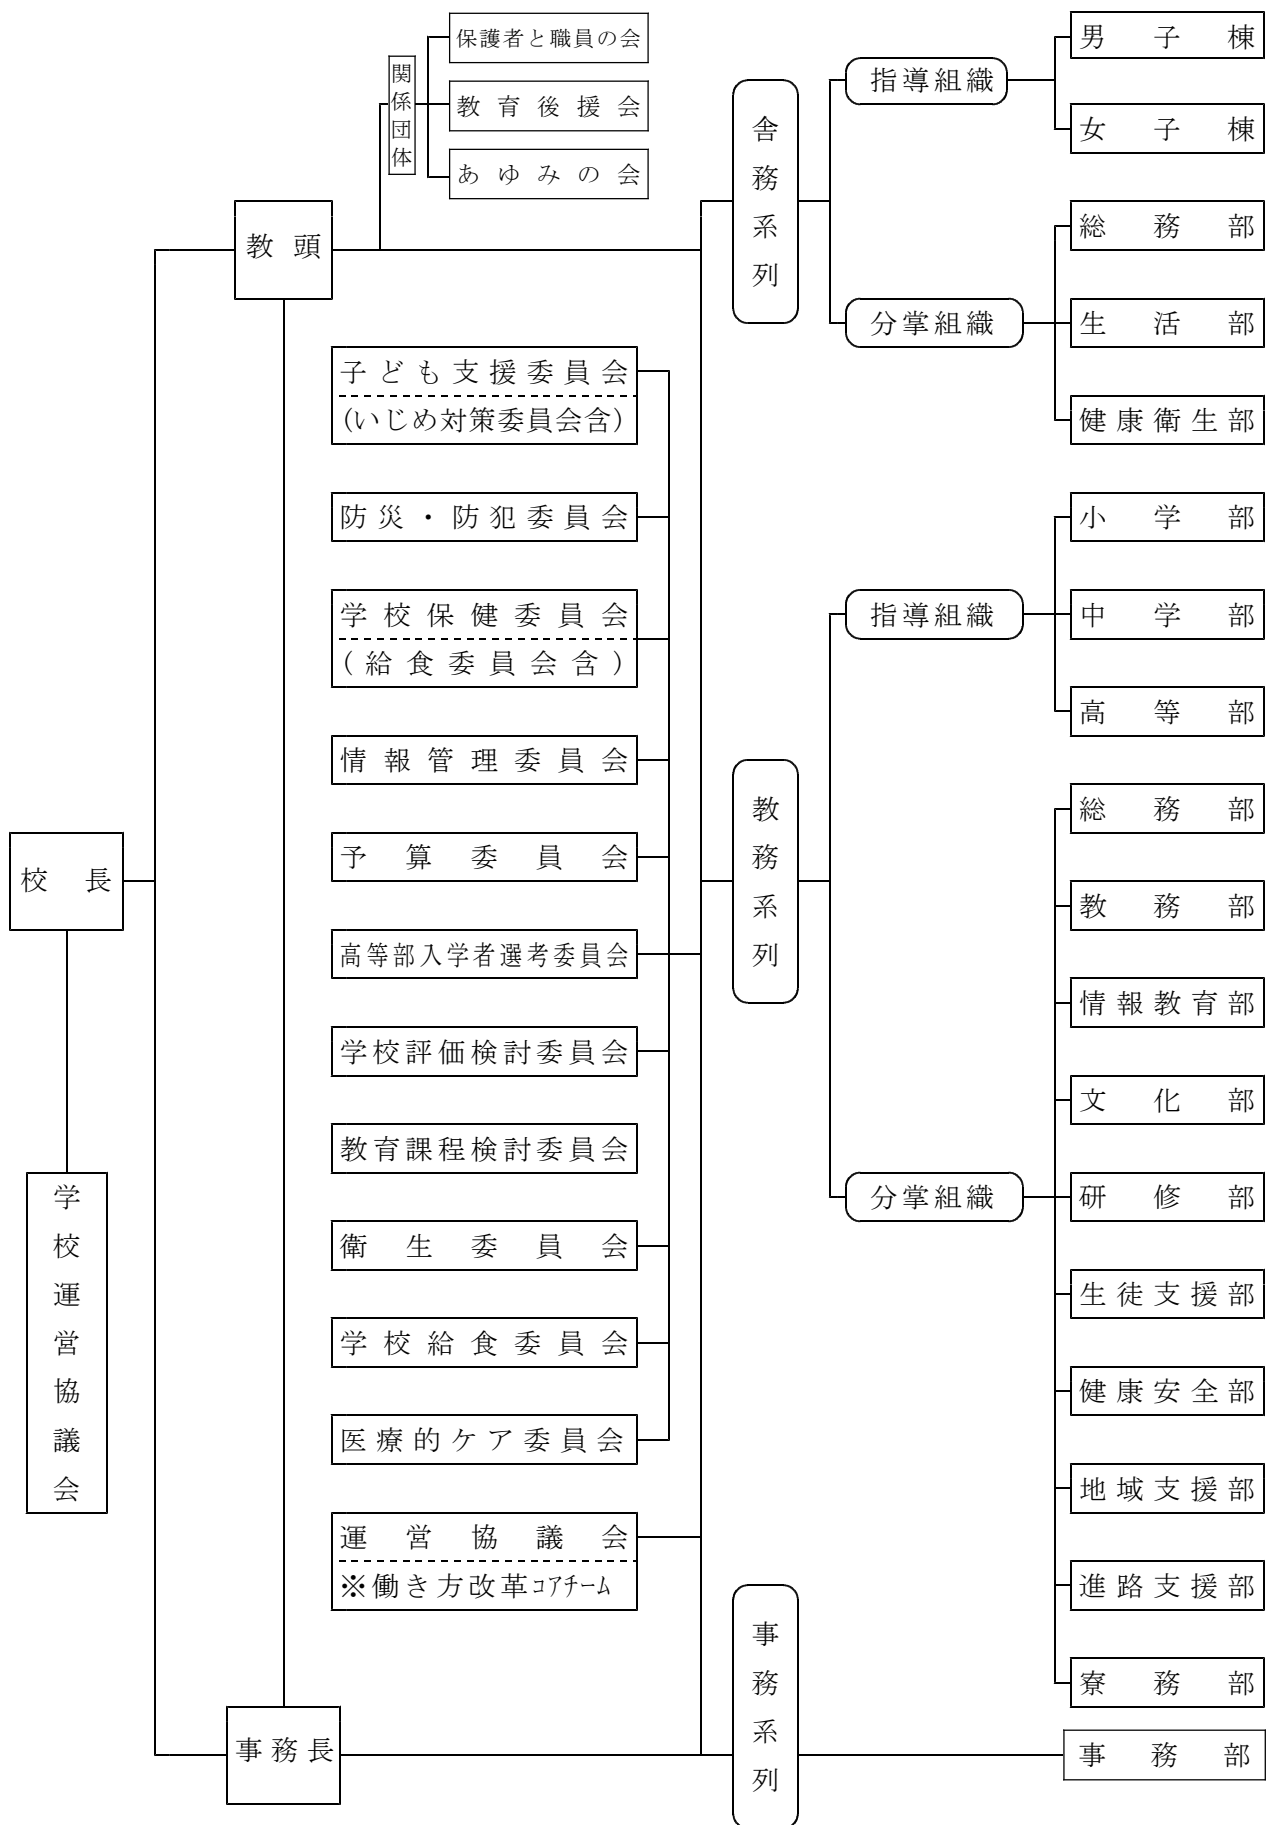 保護者と職員の会
教育後援会
あゆみの会
関係団体
教頭
子ども支援委員会
(いじめ対策委員会含)
防災・防犯委員会
学校保健委員会
(給食委員会含)
情報管理委員会
予算委員会
高等部入学者選考委員会
学校評価検討委員会
教育課程検討委員会
衛生委員会
学校給食委員会
医療的ケア委員会
運営協議会
※働き方改革コアチーム
校長
学校運営協議会
事務長
舎務系列
指導組織
男子棟
女子棟
分掌組織
総務部
生活部
健康衛生部
教務系列
指導組織
小学部
中学部
高等部
分掌組織
総務部
教務部
情報教育部
文化部
研修部
生徒支援部
健康安全部
地域支援部
進路支援部
寮務部
事務系列
事務部